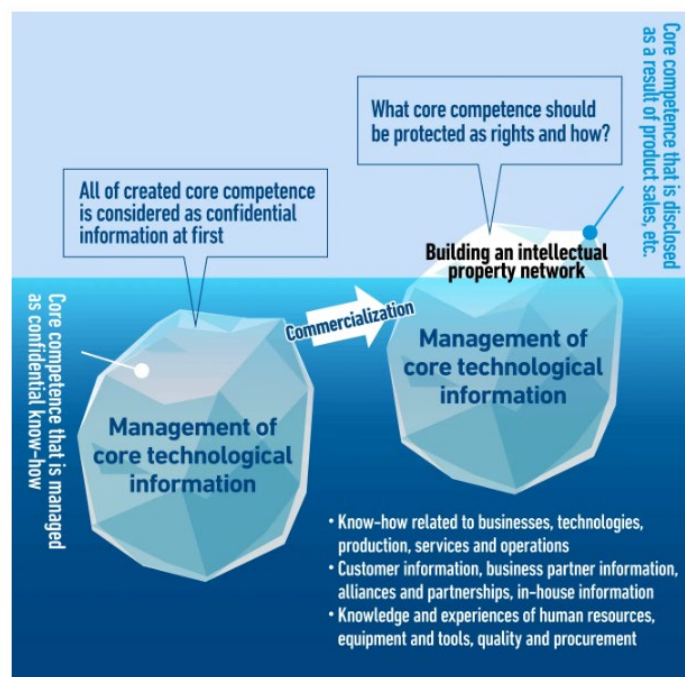 Core competence that is disclosed
as a result of product sales, etc.
What core competence should
be protected as rights and how?
All of created core competence
is considered as confidential
information at first
Building an intellectual
property network
Core competence that is managed
as confidential know-how
Commercialization
Management of
core technological
information
Management of
core technological
information
• Know-how related to businesses, technologies,
production, services and operations
• Customer information, business partner information,
alliances and partnerships, in-house information
• Knowledge and experiences of human resources,
equipment and tools, quality and procurement